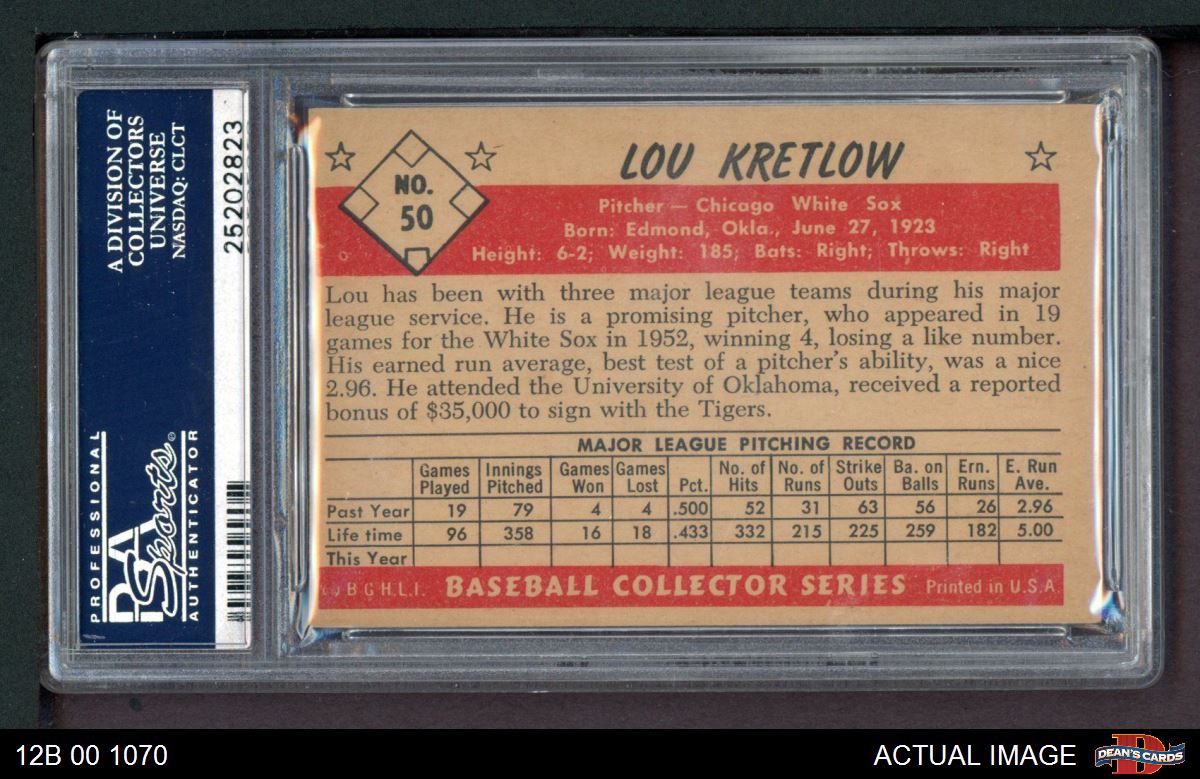 A DIVISION OF
COLLECTORS
UNIVERSE
NASDAQ: CLCT
25202823
PROFESSIONAL
PSA
Sports®
AUTHENTICATOR
NO.
50
LOU KRETLOW
Pitcher — Chicago White Sox
Born: Edmond, Okla., June 27, 1923
Height: 6-2; Weight: 185; Bats: Right; Throws: Right
Lou has been with three major league teams during his major
league service. He is a promising pitcher, who appeared in 19
games for the White Sox in 1952, winning 4, losing a like number.
His earned run average, best test of a pitcher's ability, was a nice
2.96. He attended the University of Oklahoma, received a reported
bonus of $35,000 to sign with the Tigers.
MAJOR LEAGUE PITCHING RECORD
Games Played Innings Pitched Games Won Games Lost Pct. No. of Hits No. of Runs Strike Outs Ba. on Balls Ern. Runs E. Run Ave.
Past Year 19 79 4 4 .500 52 31 63 56 26 2.96
Life time 96 358 16 18 .433 332 215 225 259 182 5.00
This Year
B.G.H.L.I. BASEBALL COLLECTOR SERIES Printed in U.S.A.
12B 00 1070
ACTUAL IMAGE
DEAN'S CARDS